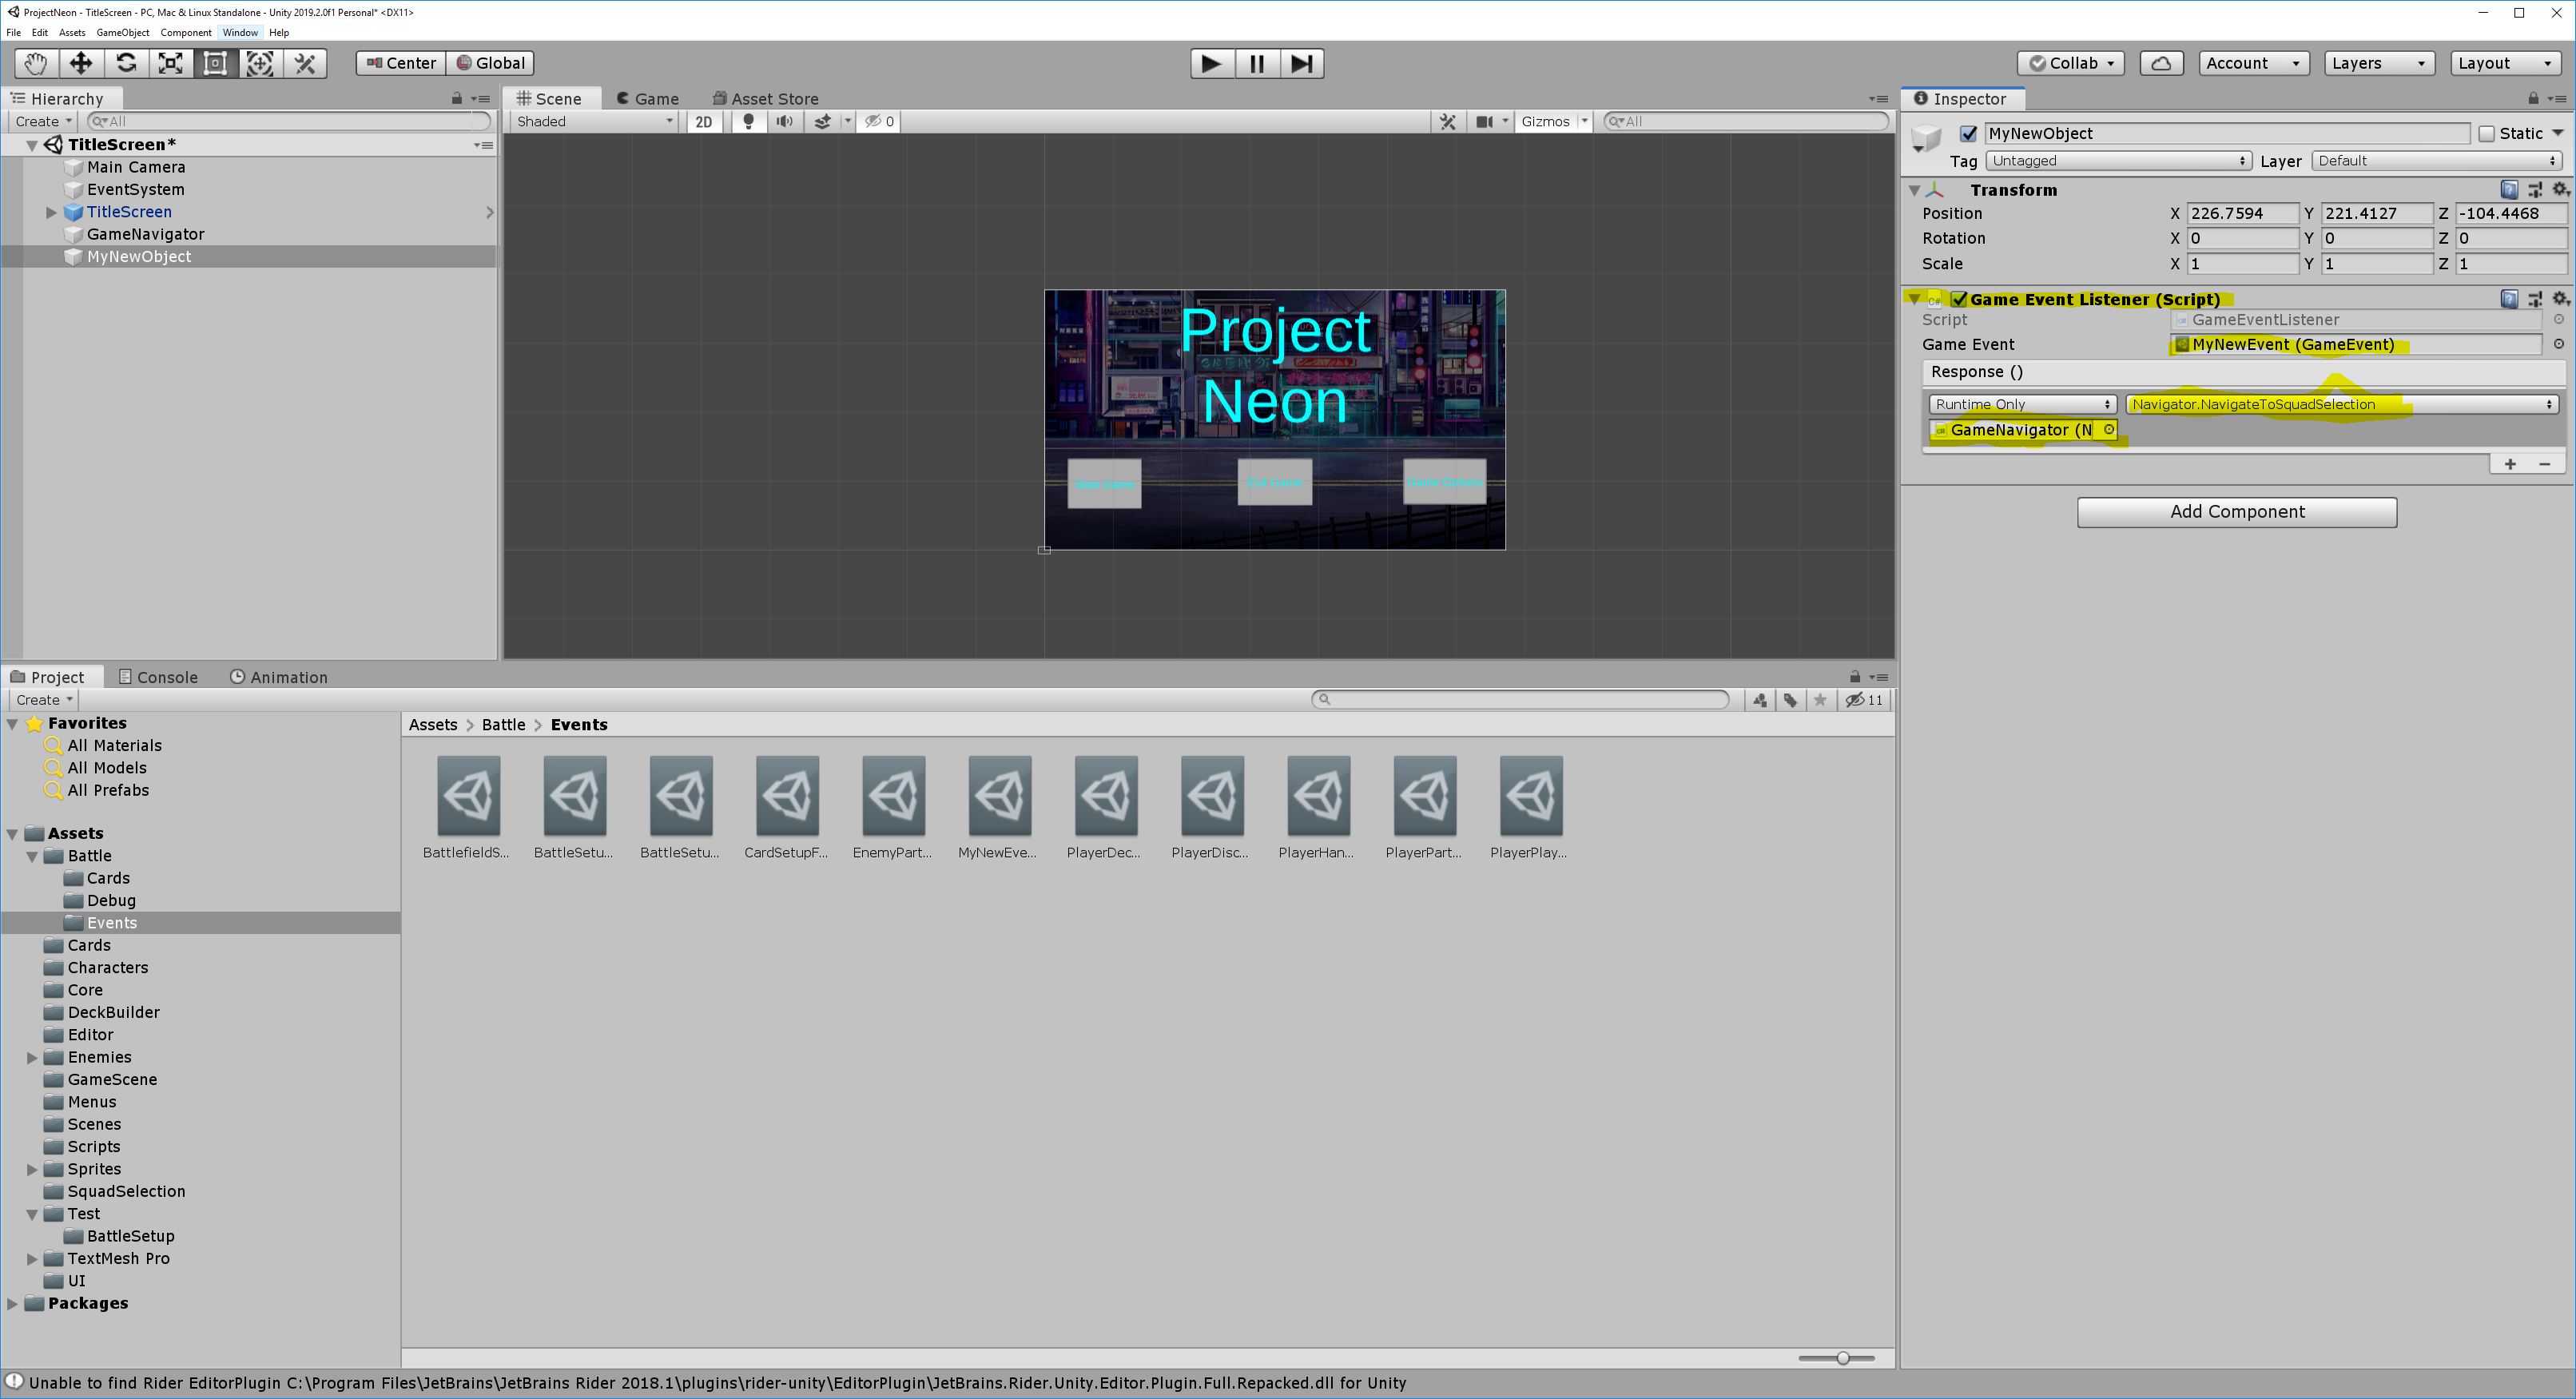 ProjectNeon - TitleScreen - PC, Mac & Linux Standalone - Unity 2019.2.0f1 Personal* <DX11>
File Edit Assets GameObject Component Window Help
Center Global
Collab Account Layers Layout
Hierarchy
Create All
TitleScreen*
Main Camera
EventSystem
TitleScreen
GameNavigator
MyNewObject
Scene Game Asset Store
Shaded 2D 0 Gizmos All
Project
Neon
Start Game Exit Game Game Options
Inspector
MyNewObject Static
Tag Untagged Layer Default
Transform
Position X 226.7594 Y 221.4127 Z -104.4468
Rotation X 0 Y 0 Z 0
Scale X 1 Y 1 Z 1
Game Event Listener (Script)
Script GameEventListener
Game Event MyNewEvent (GameEvent)
Response ()
Runtime Only Navigator.NavigateToSquadSelection
GameNavigator (N
+ −
Add Component
Project Console Animation
Create 11
Favorites
All Materials
All Models
All Prefabs
Assets
Battle
Cards
Debug
Events
Cards
Characters
Core
DeckBuilder
Editor
Enemies
GameScene
Menus
Scenes
Scripts
Sprites
SquadSelection
Test
BattleSetup
TextMesh Pro
UI
Packages
Assets > Battle > Events
BattlefieldS... BattleSetu... BattleSetu... CardSetupF... EnemyPart... MyNewEve... PlayerDec... PlayerDisc... PlayerHan... PlayerPart... PlayerPlay...
Unable to find Rider EditorPlugin C:\Program Files\JetBrains\JetBrains Rider 2018.1\plugins\rider-unity\EditorPlugin\JetBrains.Rider.Unity.Editor.Plugin.Full.Repacked.dll for Unity